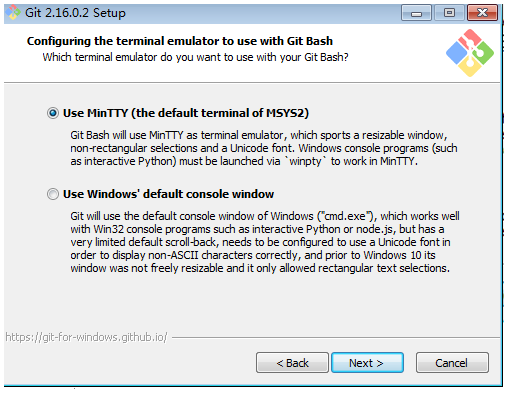 Git 2.16.0.2 Setup
Configuring the terminal emulator to use with Git Bash
Which terminal emulator do you want to use with your Git Bash?
Use MinTTY (the default terminal of MSYS2)
Git Bash will use MinTTY as terminal emulator, which sports a resizable window,
non-rectangular selections and a Unicode font. Windows console programs (such
as interactive Python) must be launched via `winpty` to work in MinTTY.
Use Windows' default console window
Git will use the default console window of Windows ("cmd.exe"), which works well
with Win32 console programs such as interactive Python or node.js, but has a
very limited default scroll-back, needs to be configured to use a Unicode font in
order to display non-ASCII characters correctly, and prior to Windows 10 its
window was not freely resizable and it only allowed rectangular text selections.
https://git-for-windows.github.io/
< Back
Next >
Cancel